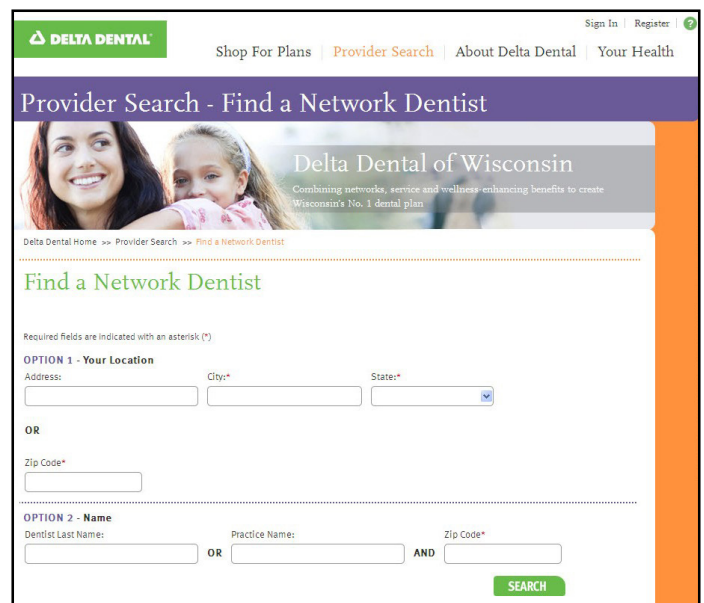 Sign In | Register | ?
DELTA DENTAL®
Shop For Plans | Provider Search | About Delta Dental | Your Health
Provider Search - Find a Network Dentist
Delta Dental of Wisconsin
Combining networks, service and wellness-enhancing benefits to create
Wisconsin's No. 1 dental plan
Delta Dental Home >> Provider Search >> Find a Network Dentist
Find a Network Dentist
Required fields are indicated with an asterisk (*)
OPTION 1 - Your Location
Address: City:* State:*
OR
Zip Code*
OPTION 2 - Name
Dentist Last Name: Practice Name: Zip Code*
OR AND
SEARCH